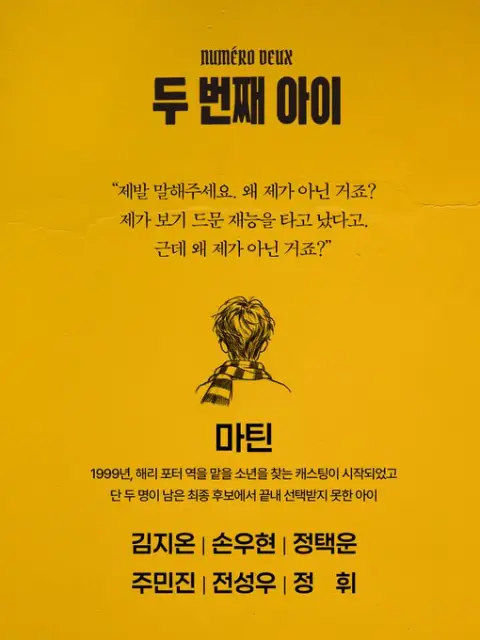 NUMÉRO DEUX
두 번째 아이
“제발 말해주세요. 왜 제가 아닌 거죠?
제가 보기 드문 재능을 타고 났다고.
근데 왜 제가 아닌 거죠?”
마틴
1999년, 해리 포터 역을 맡을 소년을 찾는 캐스팅이 시작되었고
단 두 명이 남은 최종 후보에서 끝내 선택받지 못한 아이
김지온 | 손우현 | 정택운
주민진 | 전성우 | 정 휘